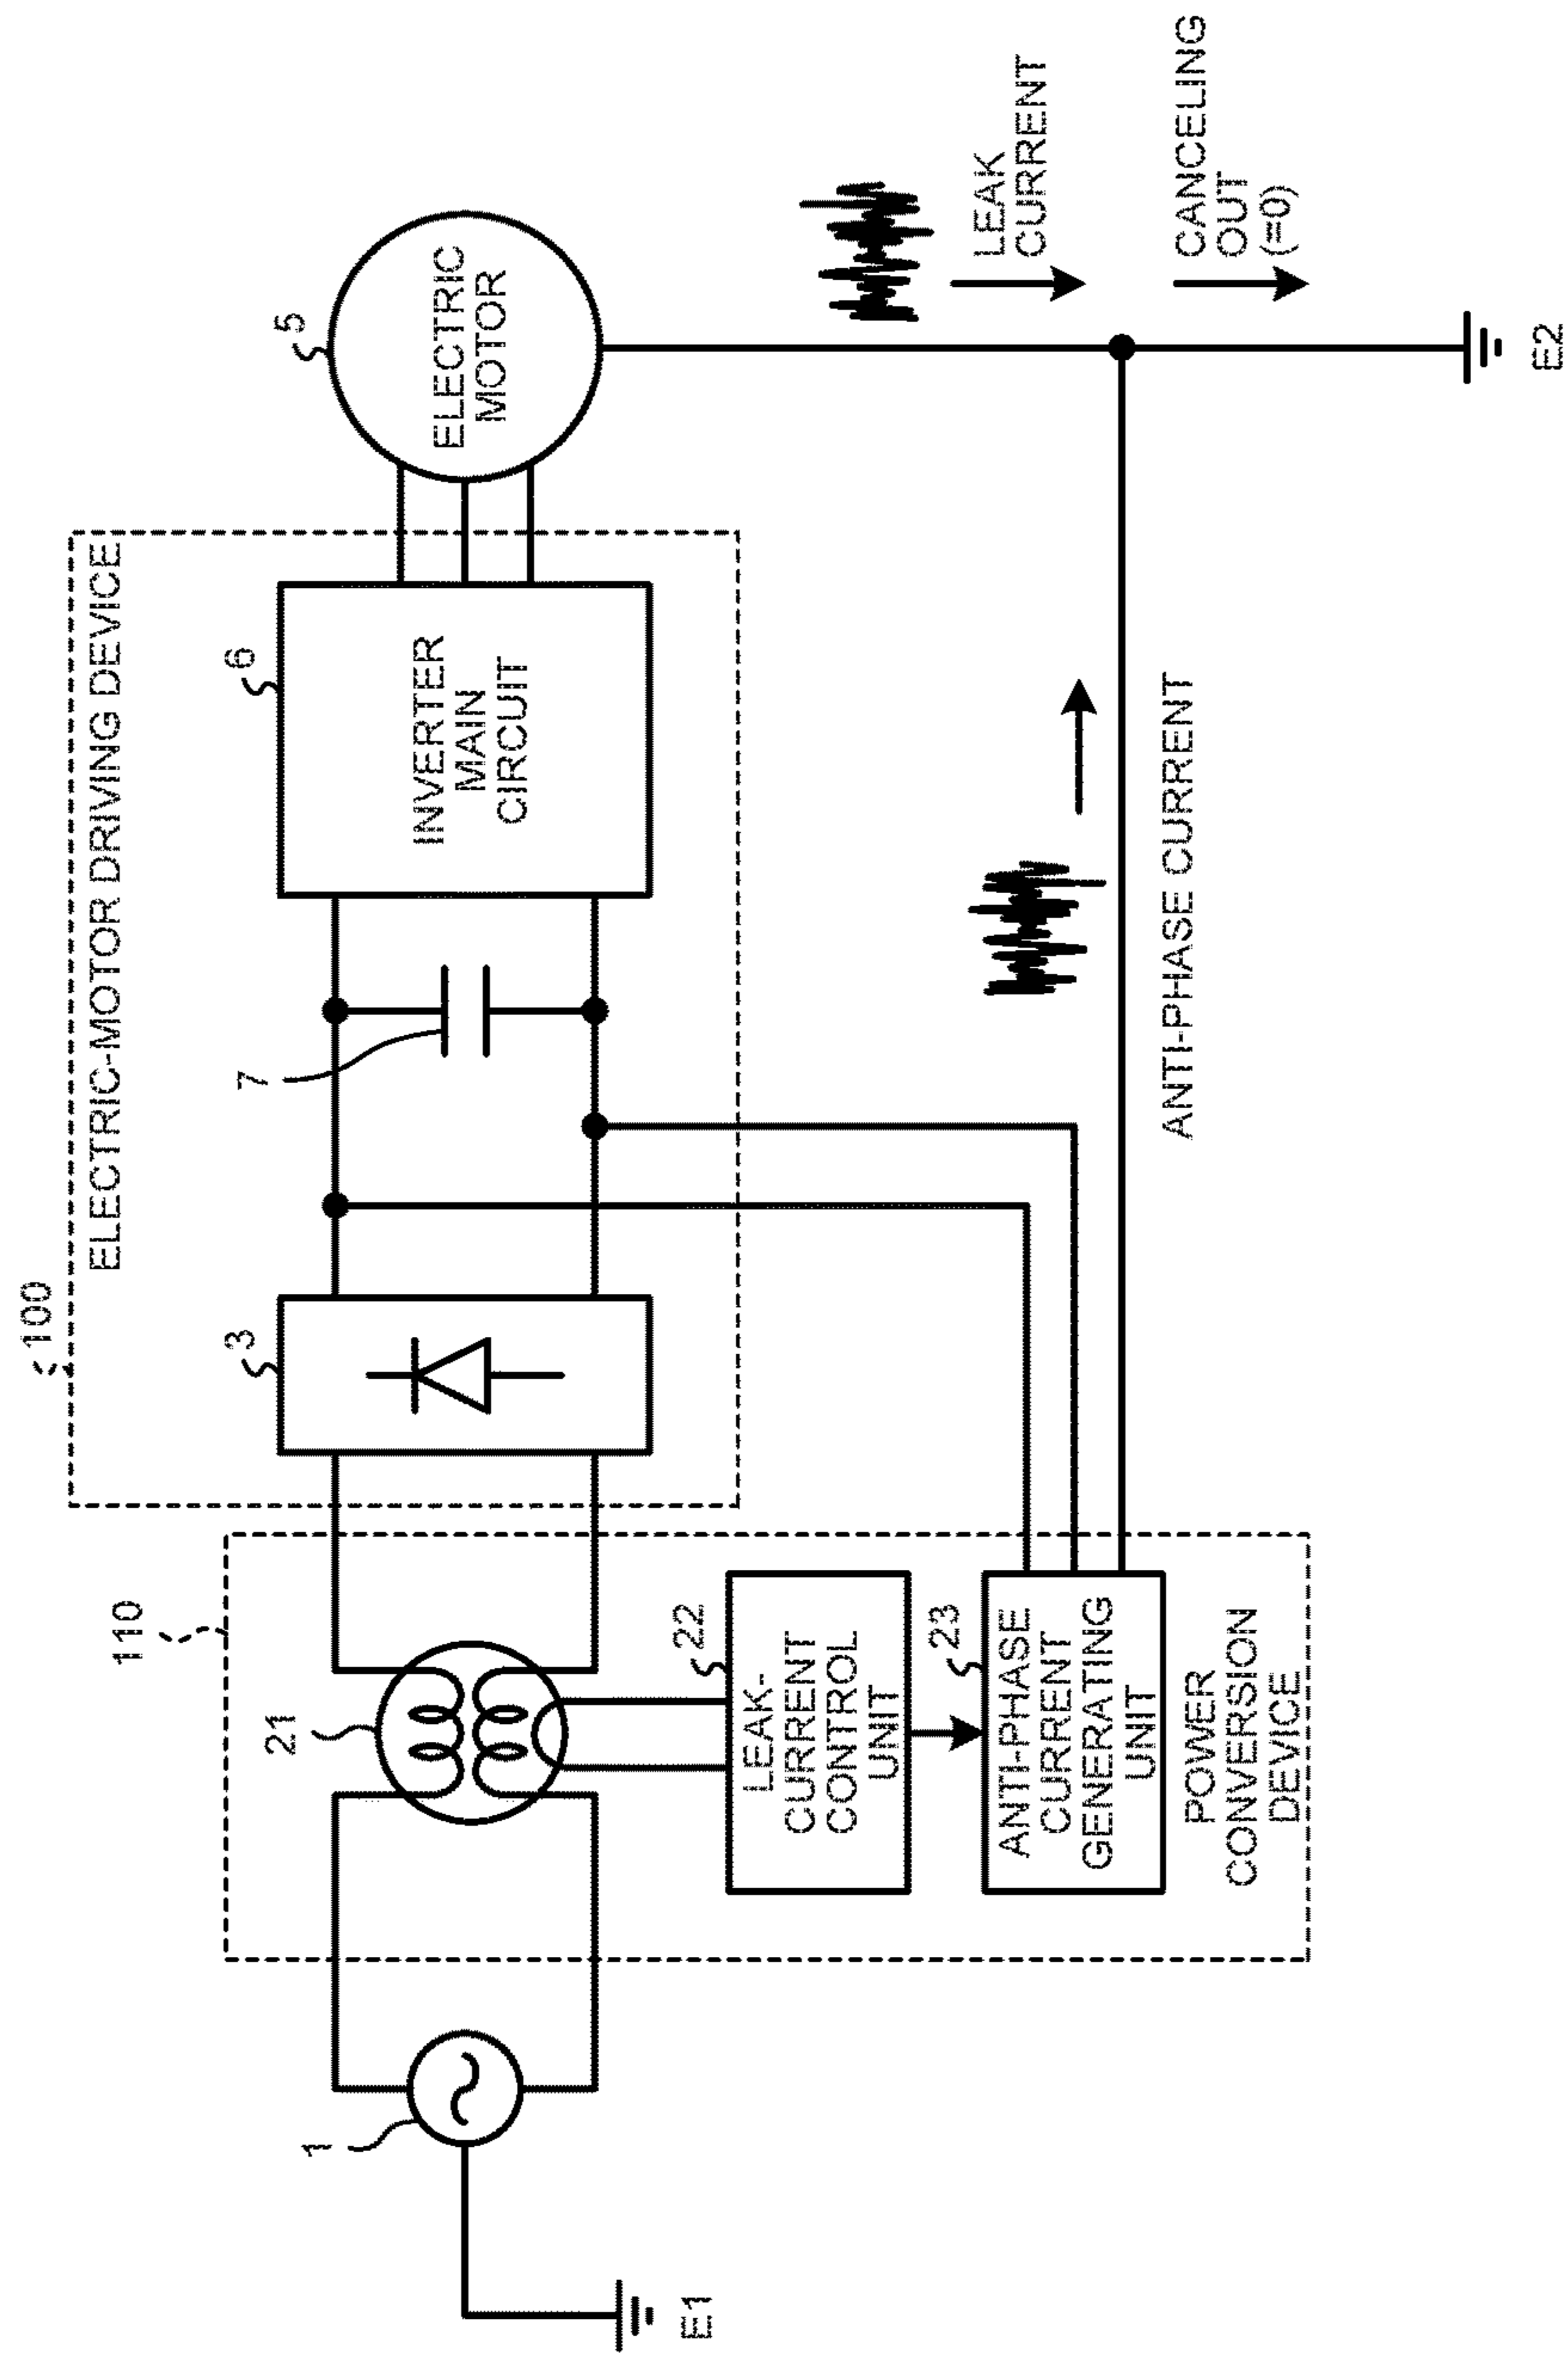 100
ELECTRIC-MOTOR DRIVING DEVICE
110
21
3
7
6
INVERTER
MAIN
CIRCUIT
5
ELECTRIC
MOTOR
1
E1
22
LEAK-
CURRENT
CONTROL
UNIT
23
ANTI-PHASE
CURRENT
GENERATING
UNIT
POWER
CONVERSION
DEVICE
ANTI-PHASE CURRENT
LEAK
CURRENT
CANCELING
OUT
(=0)
E2